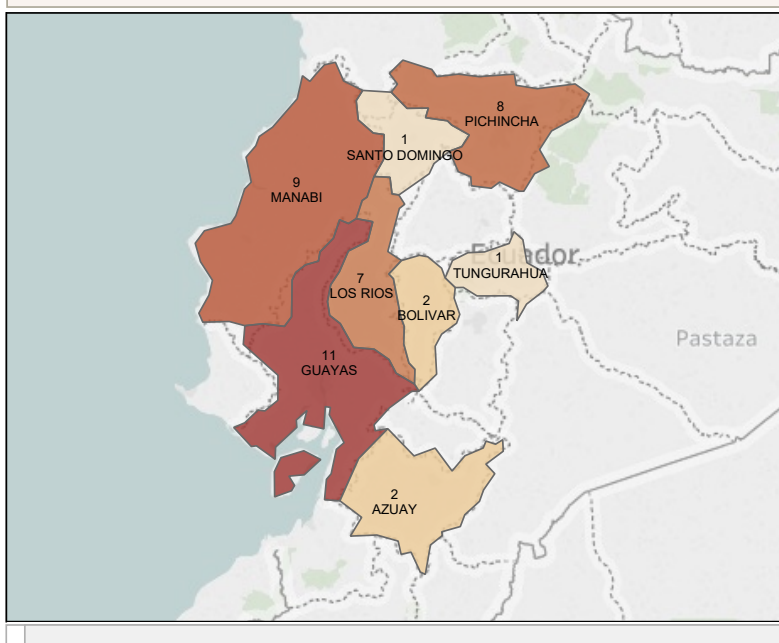 8
PICHINCHA
1
SANTO DOMINGO
9
MANABI
Ecuador
1
TUNGURAHUA
7
LOS RIOS
2
BOLIVAR
Pastaza
11
GUAYAS
2
AZUAY